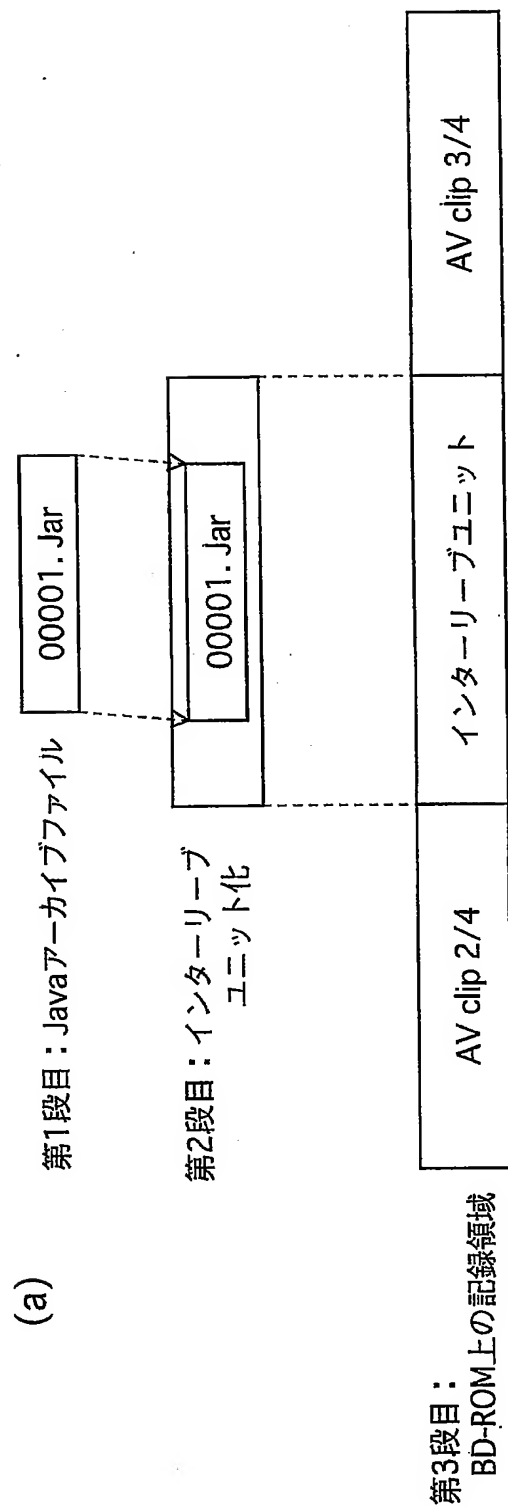 (a)
第1段目：Javaアーカイブファイル
00001. Jar
第2段目：インターリーブ
ユニット化
00001. Jar
第3段目：
BD-ROM上の記録領域
AV clip 2/4
インターリーブユニット
AV clip 3/4